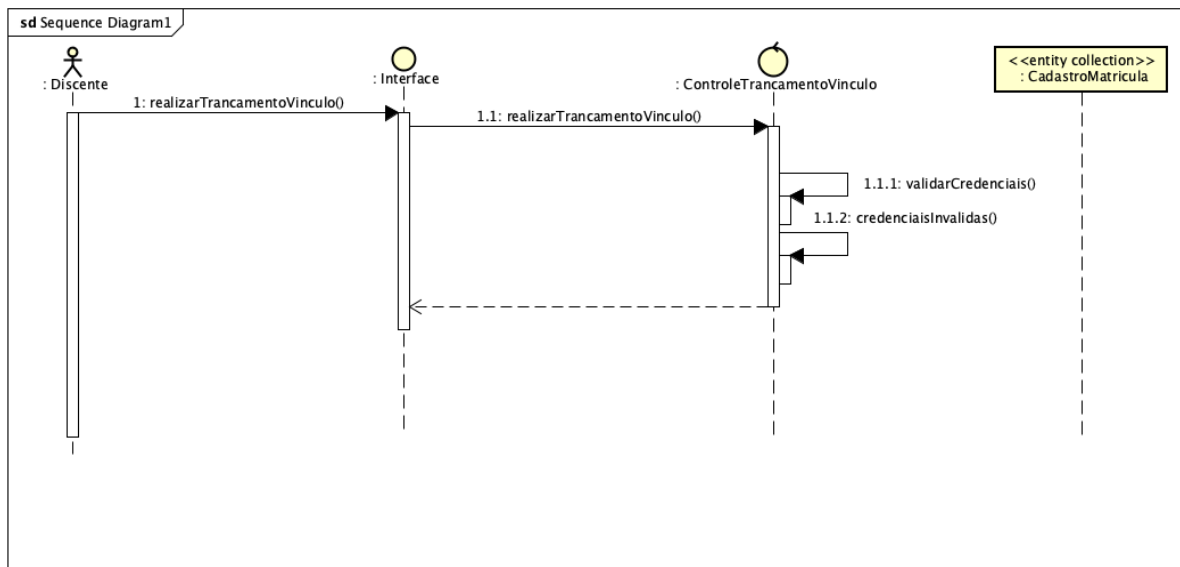 sd Sequence Diagram1
: Discente
: Interface
: ControleTrancamentoVinculo
<<entity collection>>
: CadastroMatricula
1: realizarTrancamentoVinculo()
1.1: realizarTrancamentoVinculo()
1.1.1: validarCredenciais()
1.1.2: credenciaisInvalidas()